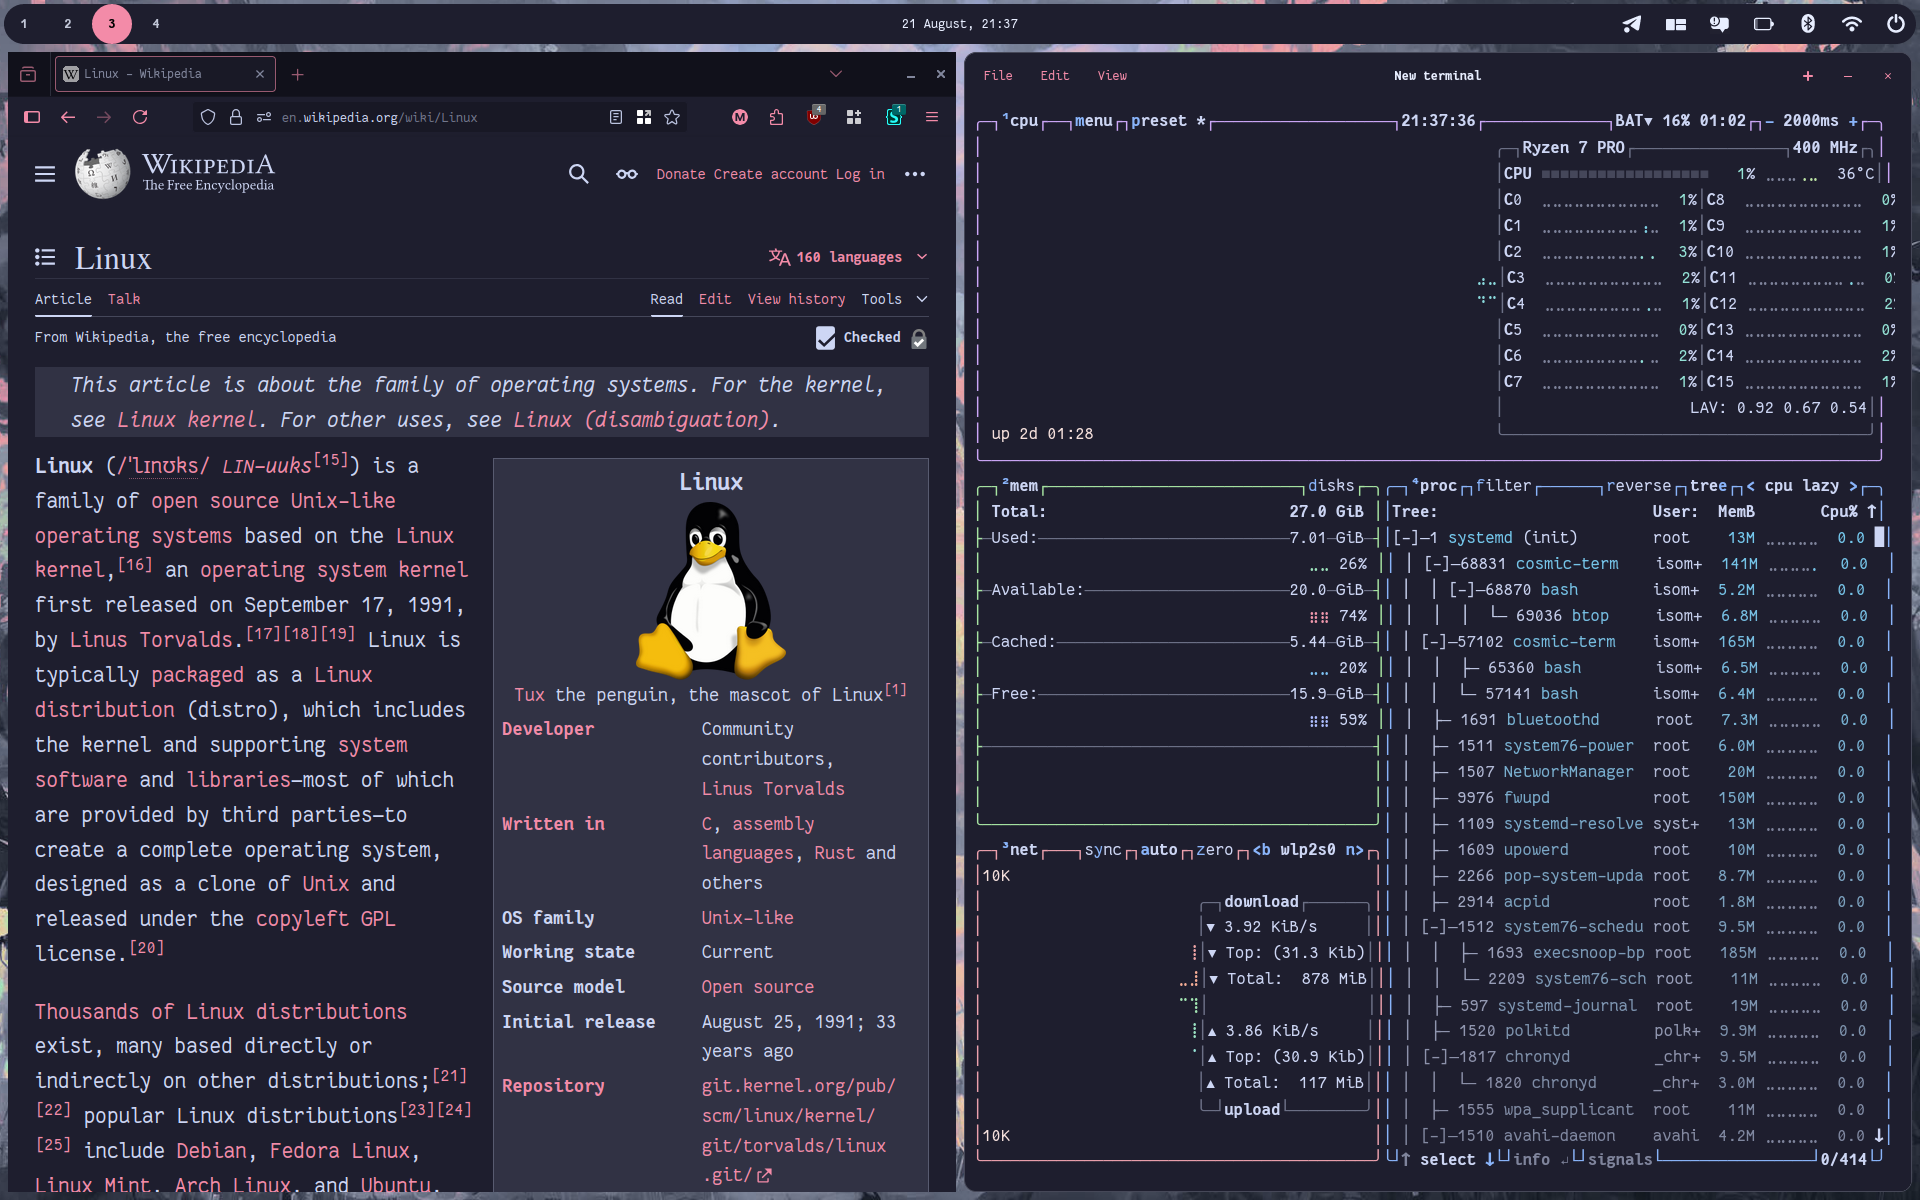 1 2 3 4
21 August, 21:37
Linux – Wikipedia
en.wikipedia.org/wiki/Linux
M
4
1
WIKIPEDIA
The Free Encyclopedia
Donate Create account Log in
Linux
160 languages
Article Talk
Read Edit View history Tools
From Wikipedia, the free encyclopedia
Checked
This article is about the family of operating systems. For the kernel,
see Linux kernel. For other uses, see Linux (disambiguation).
Linux (/ˈlɪnʊks/ LIN-uuks[15]) is a
family of open source Unix-like
operating systems based on the Linux
kernel,[16] an operating system kernel
first released on September 17, 1991,
by Linus Torvalds.[17][18][19] Linux is
typically packaged as a Linux
distribution (distro), which includes
the kernel and supporting system
software and libraries—most of which
are provided by third parties—to
create a complete operating system,
designed as a clone of Unix and
released under the copyleft GPL
license.[20]
Thousands of Linux distributions
exist, many based directly or
indirectly on other distributions;[21]
[22] popular Linux distributions[23][24]
[25] include Debian, Fedora Linux,
Linux Mint, Arch Linux, and Ubuntu,
Linux
Tux the penguin, the mascot of Linux[1]
Developer Community
contributors,
Linus Torvalds
Written in C, assembly
languages, Rust and
others
OS family Unix-like
Working state Current
Source model Open source
Initial release August 25, 1991; 33
years ago
Repository git.kernel.org/pub/
scm/linux/kernel/
git/torvalds/linux
.git/
File Edit View
New terminal
¹cpu menu preset * 21:37:36 BAT▼ 16% 01:02 - 2000ms +
Ryzen 7 PRO 400 MHz
CPU 1% 36°C
C0 1% C8 0%
C1 1% C9 1%
C2 3% C10 1%
C3 2% C11 0%
C4 1% C12 2%
C5 0% C13 0%
C6 2% C14 2%
C7 1% C15 1%
LAV: 0.92 0.67 0.54
up 2d 01:28
²mem disks
Total: 27.0 GiB
Used: 7.01 GiB
26%
Available: 20.0 GiB
74%
Cached: 5.44 GiB
20%
Free: 15.9 GiB
59%
³net sync auto zero <b wlp2s0 n>
10K
download
▼ 3.92 KiB/s
▼ Top: (31.3 Kib)
▼ Total: 878 MiB
▲ 3.86 KiB/s
▲ Top: (30.9 Kib)
▲ Total: 117 MiB
upload
10K
⁴proc filter reverse tree < cpu lazy >
Tree: User: MemB Cpu% ↑
[-]-1 systemd (init) root 13M 0.0
[-]-68831 cosmic-term isom+ 141M 0.0
[-]-68870 bash isom+ 5.2M 0.0
69036 btop isom+ 6.8M 0.0
[-]-57102 cosmic-term isom+ 165M 0.0
65360 bash isom+ 6.5M 0.0
57141 bash isom+ 6.4M 0.0
1691 bluetoothd root 7.3M 0.0
1511 system76-power root 6.0M 0.0
1507 NetworkManager root 20M 0.0
9976 fwupd root 150M 0.0
1109 systemd-resolve syst+ 13M 0.0
1609 upowerd root 10M 0.0
2266 pop-system-upda root 8.7M 0.0
2914 acpid root 1.8M 0.0
[-]-1512 system76-schedu root 9.5M 0.0
1693 execsnoop-bp root 185M 0.0
2209 system76-sch root 11M 0.0
597 systemd-journal root 19M 0.0
1520 polkitd polk+ 9.9M 0.0
[-]-1817 chronyd _chr+ 9.5M 0.0
1820 chronyd _chr+ 3.0M 0.0
1555 wpa_supplicant root 11M 0.0
[-]-1510 avahi-daemon avahi 4.2M 0.0 ↓
↑ select ↓ info ↲ signals 0/414